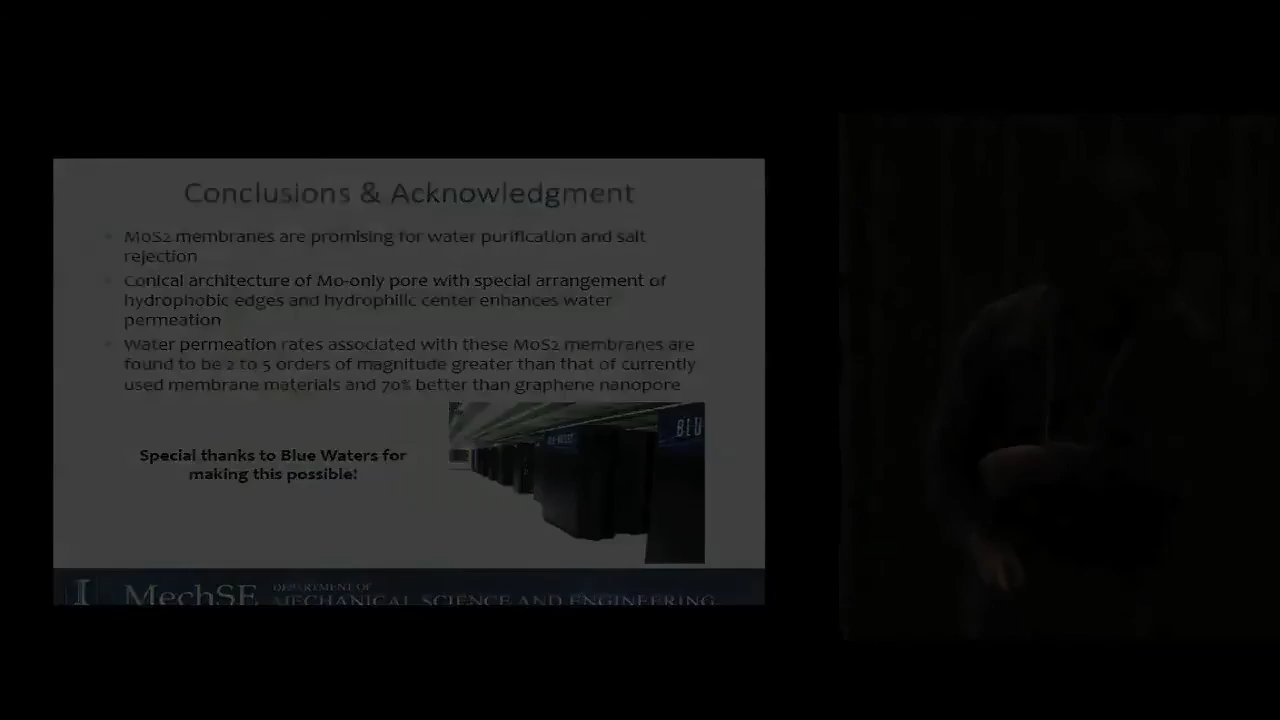 Conclusions & Acknowledgment
MoS2 membranes are promising for water purification and salt
rejection
Conical architecture of Mo-only pore with special arrangement of
hydrophobic edges and hydrophilic center enhances water
permeation
Water permeation rates associated with these MoS2 membranes are
found to be 2 to 5 orders of magnitude greater than that of currently
used membrane materials and 70% better than graphene nanopore
BLU
Special thanks to Blue Waters for
making this possible!
I MechSE DEPARTMENT OF
MECHANICAL SCIENCE AND ENGINEERING